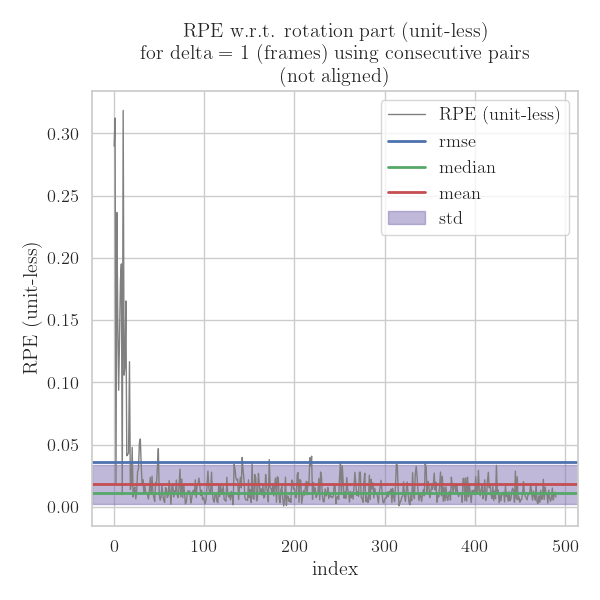 RPE w.r.t. rotation part (unit-less)
for delta = 1 (frames) using consecutive pairs
(not aligned)
RPE (unit-less)
rmse
median
mean
std
RPE (unit-less)
0.30
0.25
0.20
0.15
0.10
0.05
0.00
0
100
200
300
400
500
index